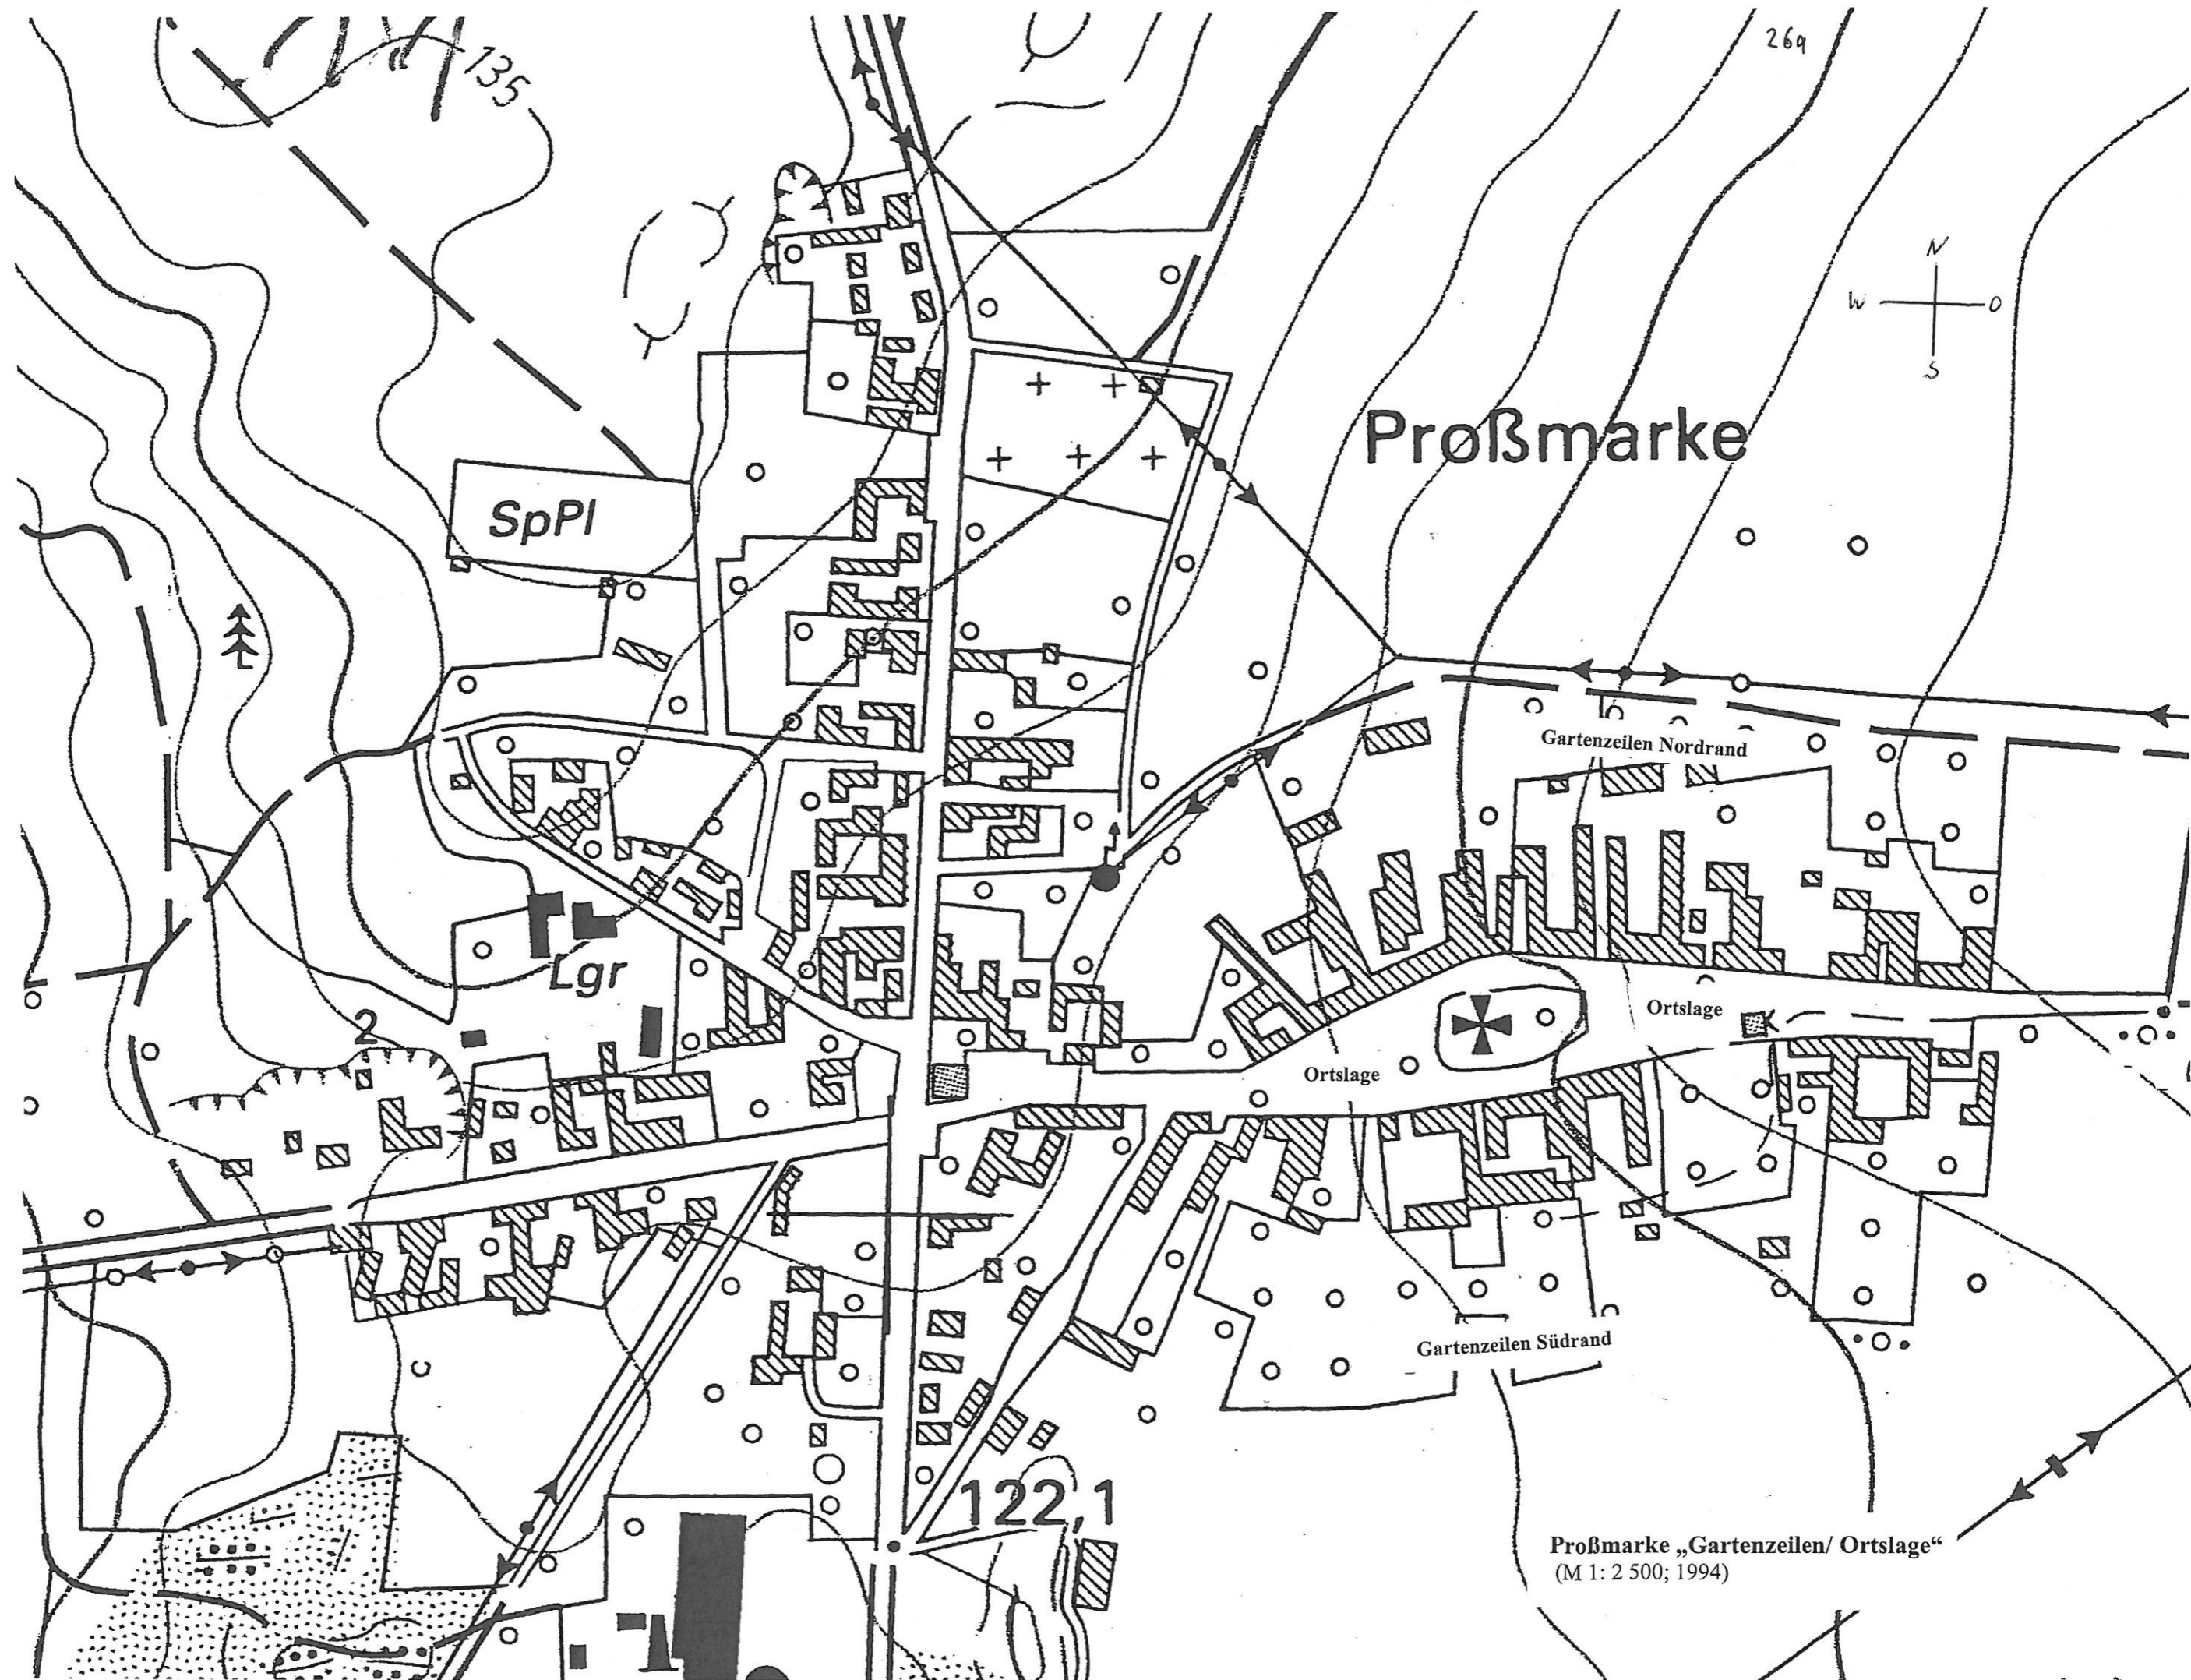 26a
135
N
W O
S
Proßmarke
SpPl
Gartenzeilen Nordrand
Lgr
Ortslage
2
Ortslage
Gartenzeilen Südrand
122,1
Proßmarke „Gartenzeilen/ Ortslage“
(M 1: 2 500; 1994)